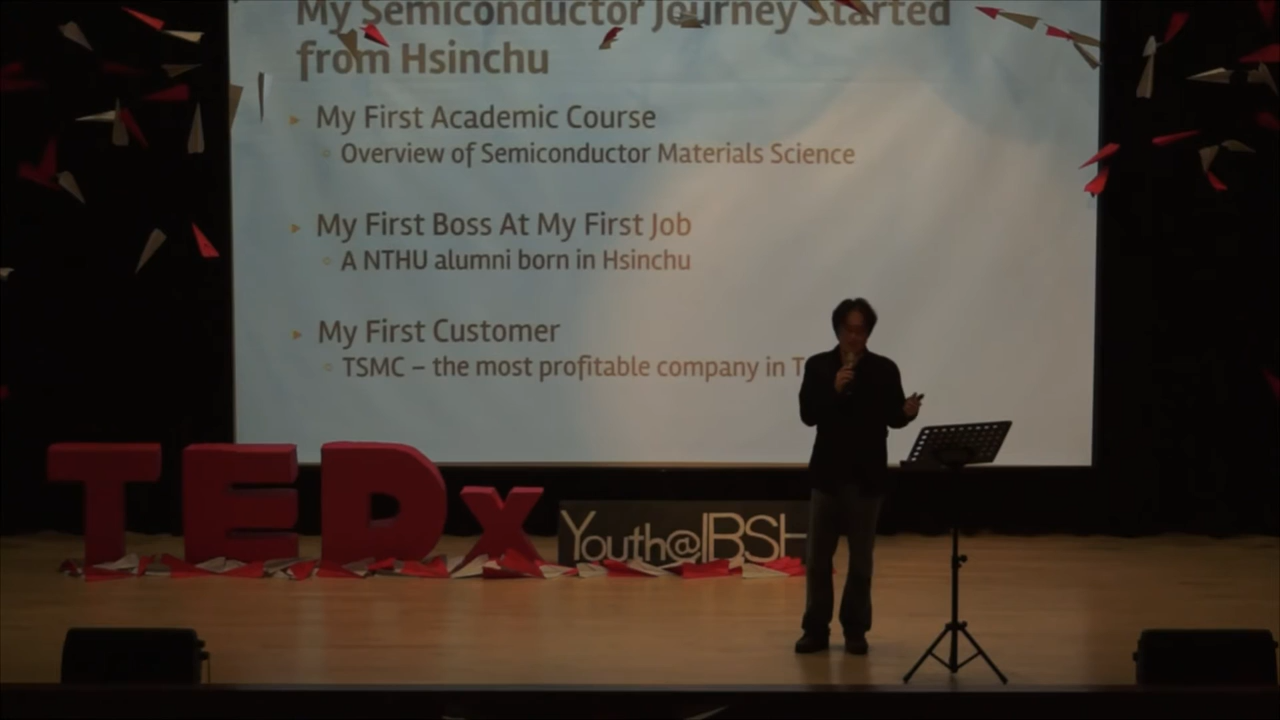 My Semiconductor Journey Started
from Hsinchu
▸ My First Academic Course
◦ Overview of Semiconductor Materials Science
▸ My First Boss At My First Job
◦ A NTHU alumni born in Hsinchu
▸ My First Customer
◦ TSMC – the most profitable company in T
TEDx
Youth@IBSH